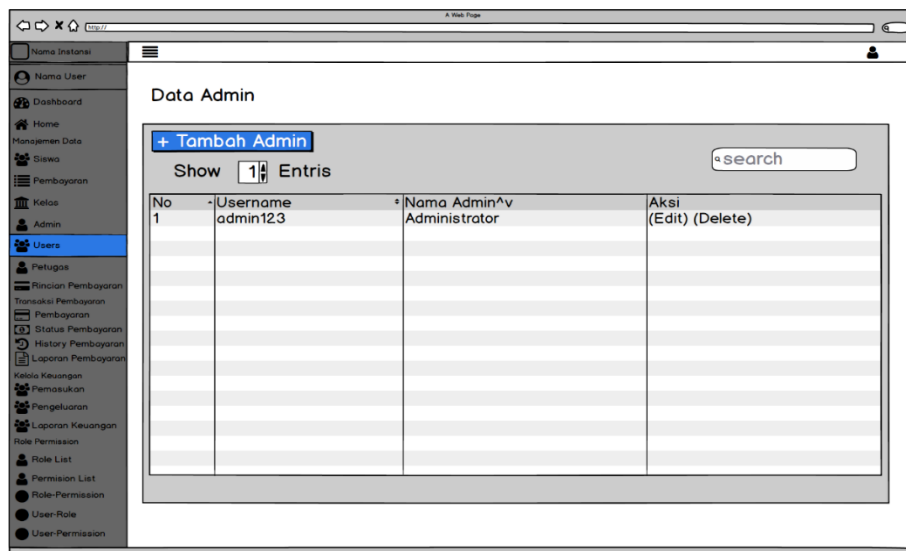 A Web Page
http://
Nama Instansi
Nama User
Dashboard
Home
Manajemen Data
Siswa
Pembayaran
Kelas
Admin
Users
Petugas
Rincian Pembayaran
Transaksi Pembayaran
Pembayaran
Status Pembayaran
History Pembayaran
Laporan Pembayaran
Kelola Keuangan
Pemasukan
Pengeluaran
Laporan Keuangan
Role Permission
Role List
Permision List
Role-Permission
User-Role
User-Permission
Data Admin
+ Tambah Admin
Show 1 Entris
search
No Username Nama Admin^v Aksi
1 admin123 Administrator (Edit) (Delete)